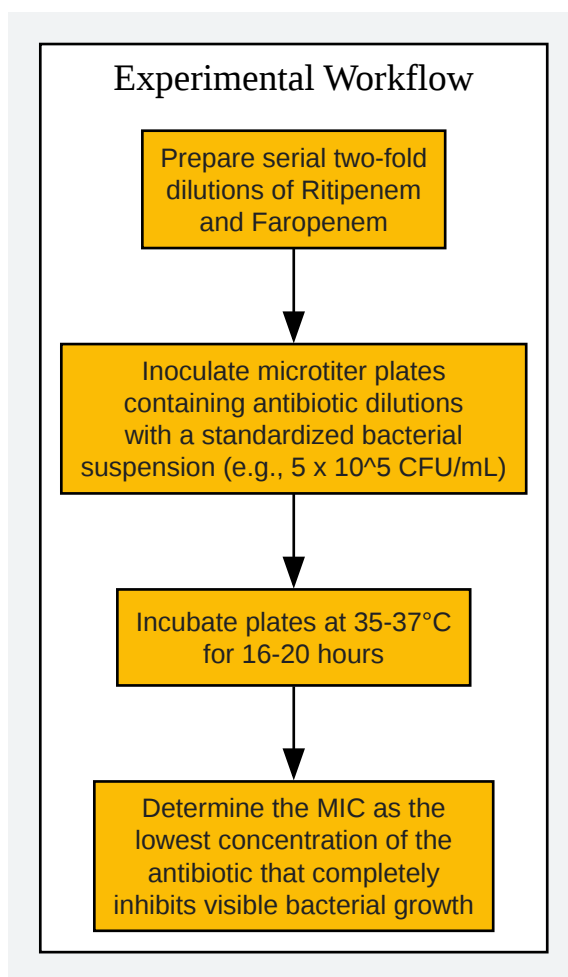 Experimental Workflow
Prepare serial two-fold
dilutions of Ritipenem
and Faropenem
Inoculate microtiter plates
containing antibiotic dilutions
with a standardized bacterial
suspension (e.g., 5 x 10^5 CFU/mL)
Incubate plates at 35-37°C
for 16-20 hours
Determine the MIC as the
lowest concentration of the
antibiotic that completely
inhibits visible bacterial growth